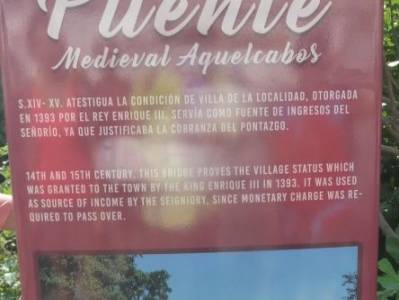 Puente
Medieval Aquelcabos
S.XIV- XV. ATESTIGUA LA CONDICIÓN DE VILLA DE LA LOCALIDAD, OTORGADA
EN 1393 POR EL REY ENRIQUE III. SERVÍA COMO FUENTE DE INGRESOS DEL
SEÑORÍO, YA QUE JUSTIFICABA LA COBRANZA DEL PONTAZGO.
14TH AND 15TH CENTURY. THIS BRIDGE PROVES THE VILLAGE STATUS WHICH
WAS GRANTED TO THE TOWN BY THE KING ENRIQUE III IN 1393. IT WAS USED
AS SOURCE OF INCOME BY THE SEIGNIORY, SINCE MONETARY CHARGE WAS RE-
QUIRED TO PASS OVER.